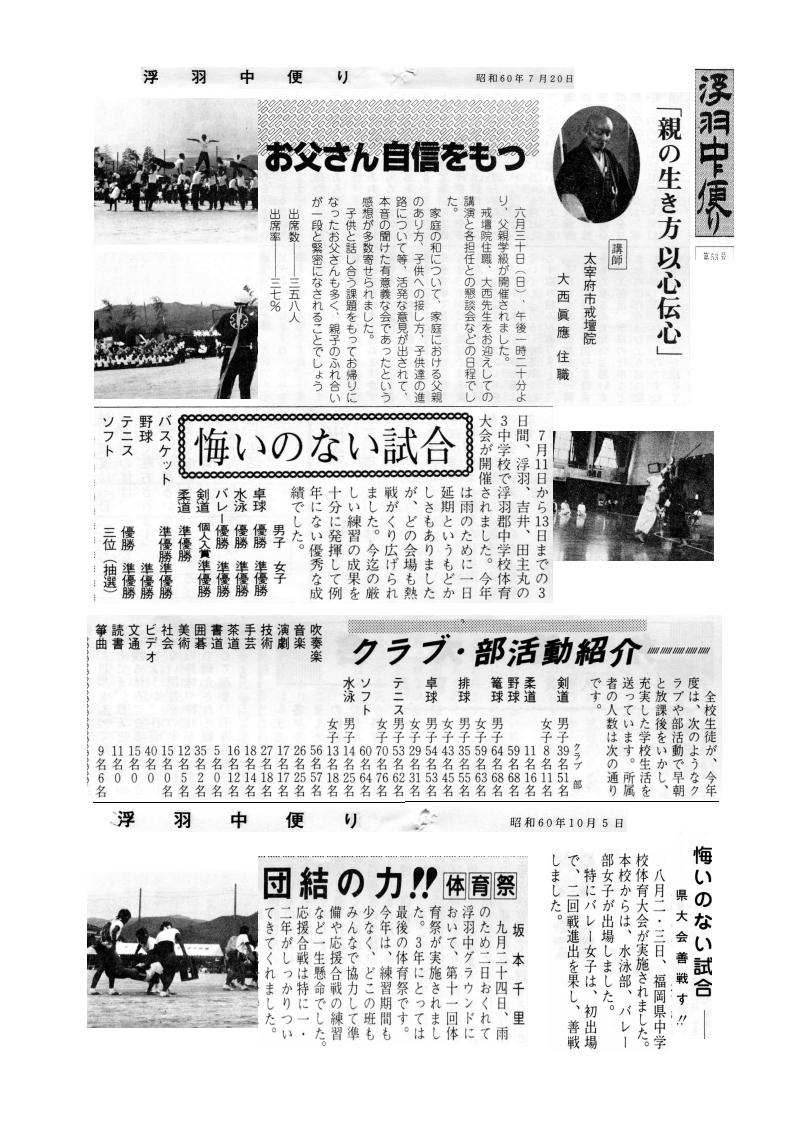 浮羽中便り
昭和60年7月20日
浮羽中便り
第53号
「親の生き方 以心伝心」
講師
太宰府市戒壇院
大西眞應 住職
お父さん自信をもつ
六月三十日(日)、午後一時二十分よ
り、父親学級が開催されました。
戒壇院住職、大西先生をお迎えしての
講演と各担任との懇談会などの日程でし
た。
家庭の和について、家庭における父親
のあり方、子供への接し方、子供達の進
路について等、活発な意見が出されて、
本音の聞けた有意義な会であったという
感想が多数寄せられました。
子供と話し合う課題をもってお帰りに
なったお父さんも多く、親子のふれ合い
が一段と緊密になされることでしょう
出席数――三五八人
出席率――三七%
悔いのない試合
7月11日から13日までの3
日間、浮羽、吉井、田主丸の
3中学校で浮羽郡中学校体育
大会が開催されました。今年
は雨のために一日
延期というもどか
しさもありました
が、どの会場も熱
戦がくり広げられ
ました。今迄の厳
しい練習の成果を
十分に発揮して例
年にない優秀な成
績でした。
男子 女子
卓球 優勝 準優勝
水泳 優勝 準優勝
バレー 優勝 準優勝
剣道 個人入賞 準優勝
柔道 準優勝
バスケット 準優勝 準優勝
野球 準優勝
テニス 優勝 準優勝
ソフト 三位(抽選)
クラブ・部活動紹介
全校生徒が、今年
度は、次のようなク
ラブや部活動で早朝
と放課後をいかし、
充実した学校生活を
送っています。所属
者の人数は次の通り
です。
クラブ 部
剣道 男子 39名 51名
女子 8名 11名
柔道 11名 16名
野球 59名 68名
篭球 男子 64名 68名
女子 59名 63名
排球 男子 35名 55名
女子 43名 45名
卓球 男子 54名 53名
女子 29名 31名
テニス 男子 53名 62名
女子 70名 76名
ソフト 60名 64名
水泳 男子 14名 25名
女子 13名 18名
吹奏楽 56名 57名
音楽 26名 25名
演劇 17名 17名
技術 27名 18名
手芸 18名 14名
茶道 16名 12名
書道 5名 0
囲碁 35名 2名
美術 12名 5名
社会 15名 0
ビデオ 40名 0
文通 15名 0
読書 11名 0
箏曲 9名 6名
浮羽中便り
昭和60年10月5日
悔いのない試合――
県大会善戦す!!
八月二・三日、福岡県中学
校体育大会が実施されました。
本校からは、水泳部、バレー
部女子が出場しました。
特にバレー女子は、初出場
で、二回戦進出を果し、善戦
しました。
団結の力!! 体育祭
坂本千里
九月二十四日、雨
のため二日おくれて
浮羽中グラウンドに
おいて、第十一回体
育祭が実施されまし
た。3年にとっては
最後の体育祭です。
今年は、練習期間も
少なく、どこの班も
みんなで協力して準
備や応援合戦の練習
など一生懸命でした。
応援合戦は特に一・
二年がしっかりつい
てきてくれました。